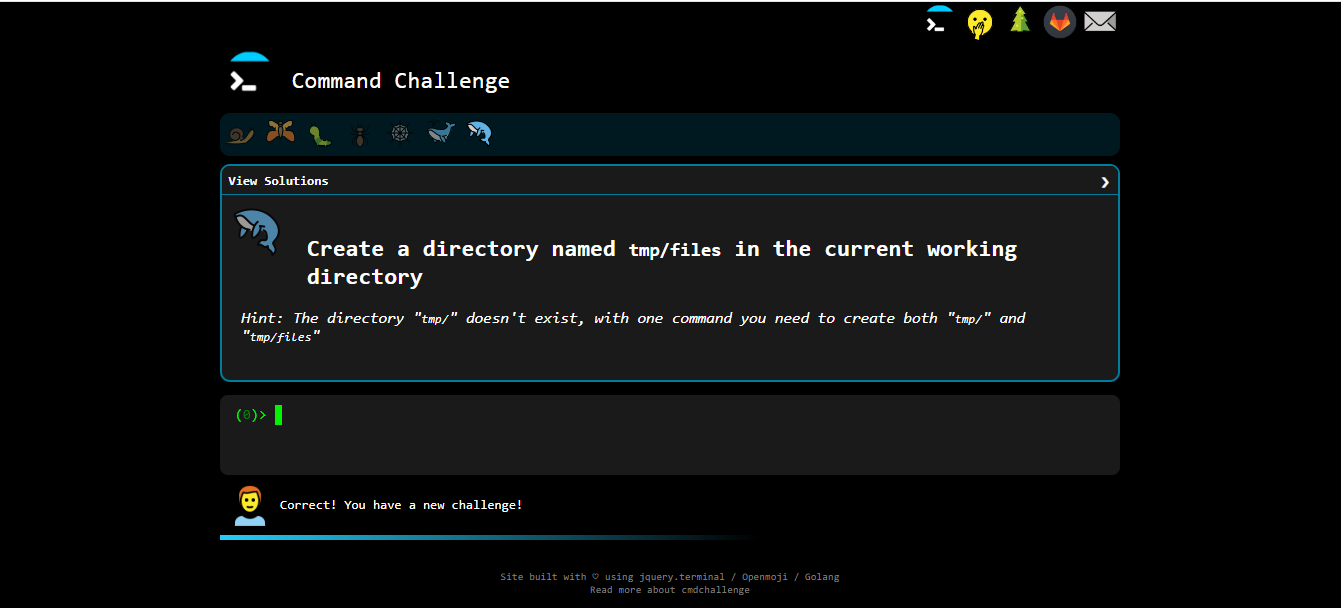 Command Challenge
View Solutions
Create a directory named tmp/files in the current working
directory
Hint: The directory "tmp/" doesn't exist, with one command you need to create both "tmp/" and
"tmp/files"
(0)>
Correct! You have a new challenge!
Site built with ♡ using jquery.terminal / Openmoji / Golang
Read more about cmdchallenge